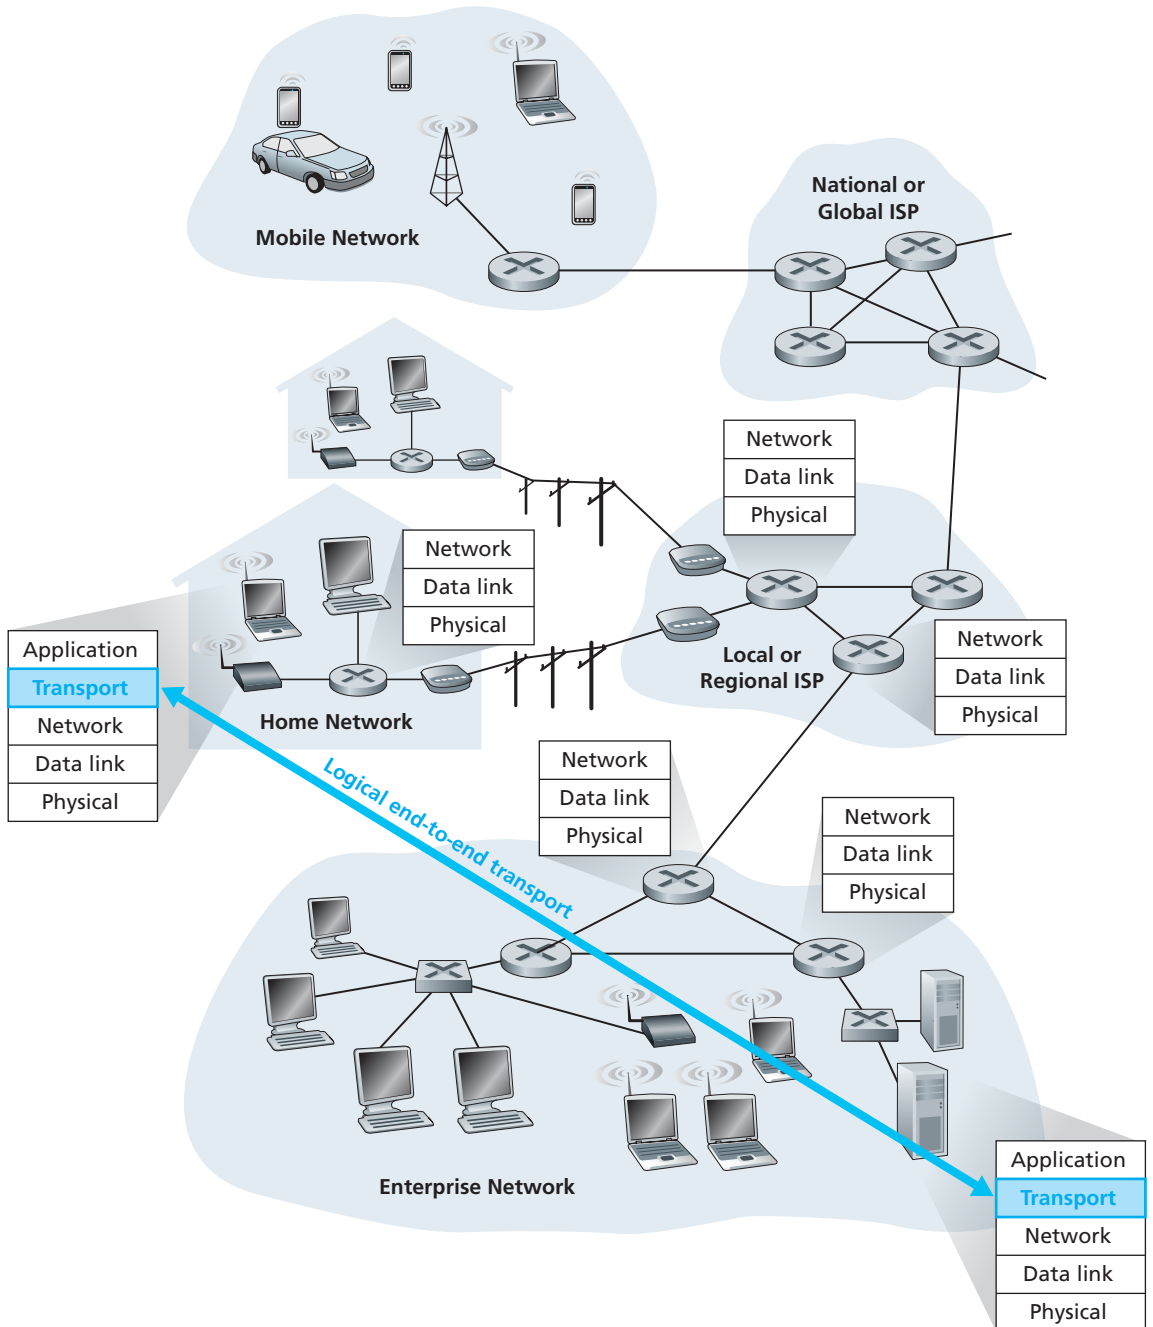 National or
Global ISP
Mobile Network
Network
Data link
Physical
Network
Data link
Physical
Application
Transport
Network
Data link
Physical
Home Network
Local or
Regional ISP
Network
Data link
Physical
Network
Data link
Physical
Logical end-to-end transport
Network
Data link
Physical
Enterprise Network
Application
Transport
Network
Data link
Physical